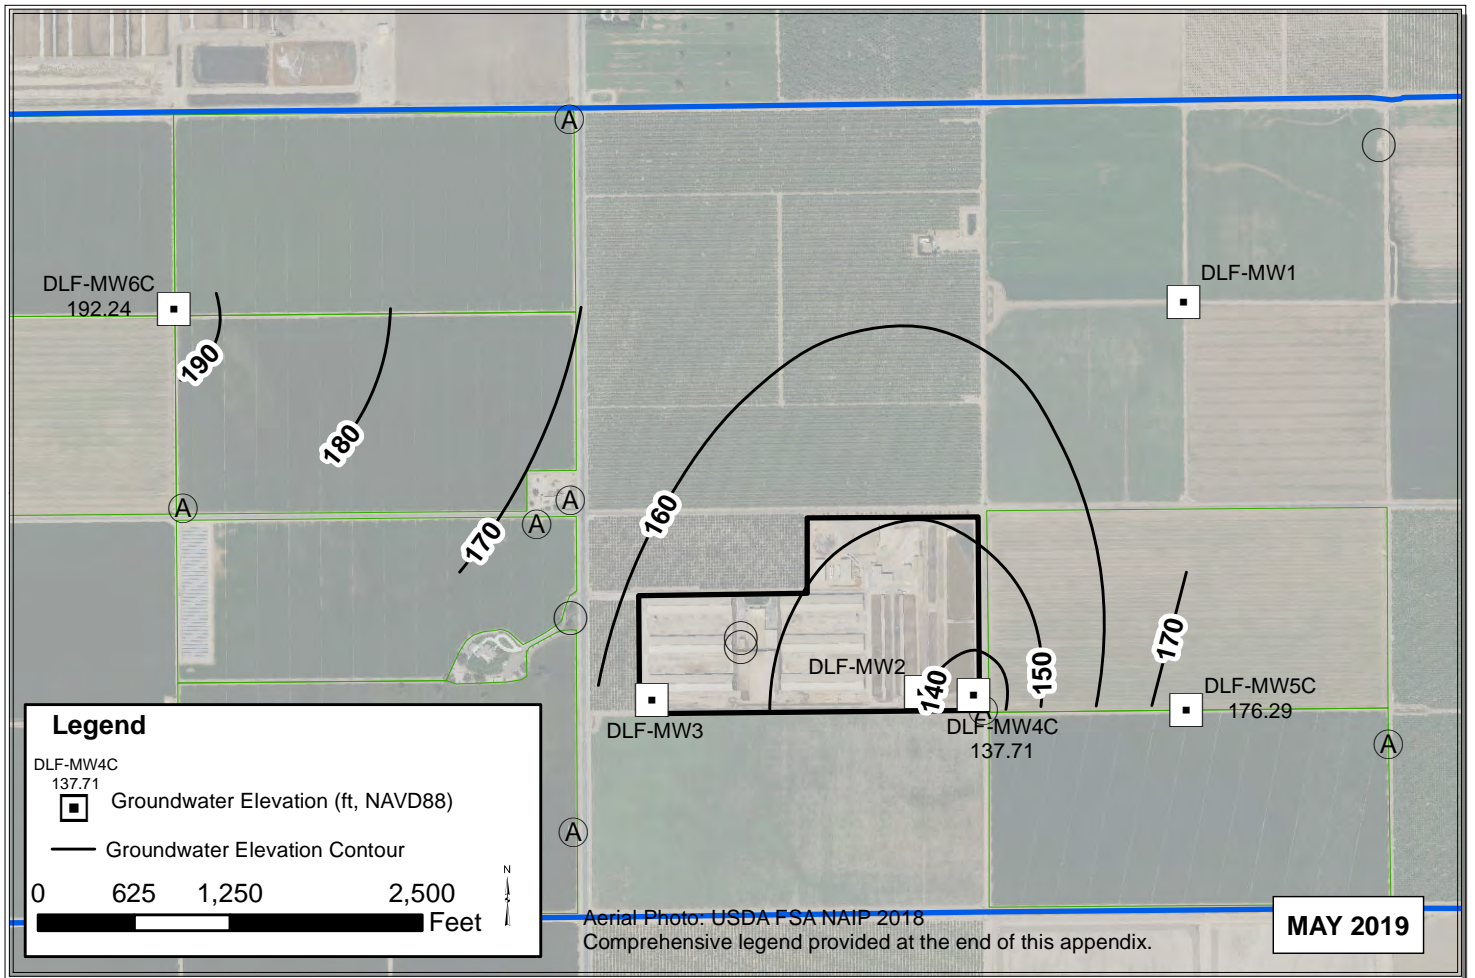 A
DLF-MW1
DLF-MW6C
192.24
190
180
170
160
A
A
A
DLF-MW2
140
150
170
DLF-MW5C
176.29
DLF-MW3
DLF-MW4C
137.71
A
A
A
Legend
DLF-MW4C
137.71
Groundwater Elevation (ft, NAVD88)
Groundwater Elevation Contour
N
0 625 1,250 2,500
Feet
Aerial Photo: USDA FSA NAIP 2018
Comprehensive legend provided at the end of this appendix.
MAY 2019